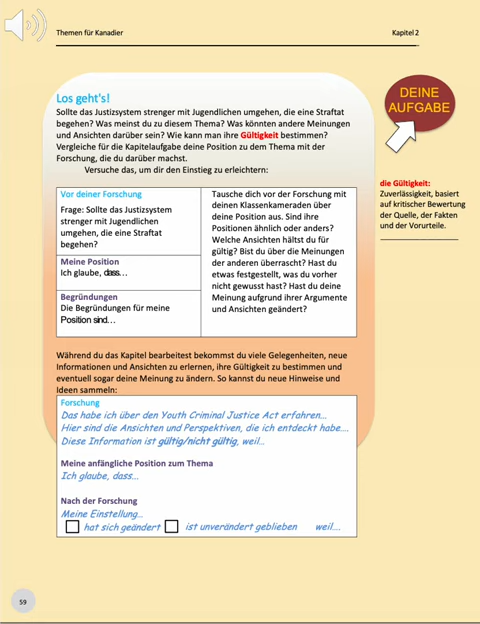 Themen für Kanadier
Kapitel 2
Los geht's!
Sollte das Justizsystem strenger mit Jugendlichen umgehen, die eine Straftat
begehen? Was meinst du zu diesem Thema? Was könnten andere Meinungen
und Ansichten darüber sein? Wie kann man ihre Gültigkeit bestimmen?
Vergleiche für die Kapitelaufgabe deine Position zu dem Thema mit der
Forschung, die du darüber machst.
Versuche das, um dir den Einstieg zu erleichtern:
DEINE
AUFGABE
die Gültigkeit:
Zuverlässigkeit, basiert
auf kritischer Bewertung
der Quelle, der Fakten
und der Vorurteile.
Vor deiner Forschung
Frage: Sollte das Justizsystem
strenger mit Jugendlichen
umgehen, die eine Straftat
begehen?
Meine Position
Ich glaube, dass...
Begründungen
Die Begründungen für meine
Position sind...
Tausche dich vor der Forschung mit
deinen Klassenkameraden über
deine Position aus. Sind ihre
Positionen ähnlich oder anders?
Welche Ansichten hältst du für
gültig? Bist du über die Meinungen
der anderen überrascht? Hast du
etwas festgestellt, was du vorher
nicht gewusst hast? Hast du deine
Meinung aufgrund ihrer Argumente
und Ansichten geändert?
Während du das Kapitel bearbeitest bekommst du viele Gelegenheiten, neue
Informationen und Ansichten zu erlernen, ihre Gültigkeit zu bestimmen und
eventuell sogar deine Meinung zu ändern. So kannst du neue Hinweise und
Ideen sammeln:
Forschung
Das habe ich über den Youth Criminal Justice Act erfahren...
Hier sind die Ansichten und Perspektiven, die ich entdeckt habe....
Diese Information ist gültig/nicht gültig, weil...
Meine anfängliche Position zum Thema
Ich glaube, dass...
Nach der Forschung
Meine Einstellung...
hat sich geändert ist unverändert geblieben weil....
59